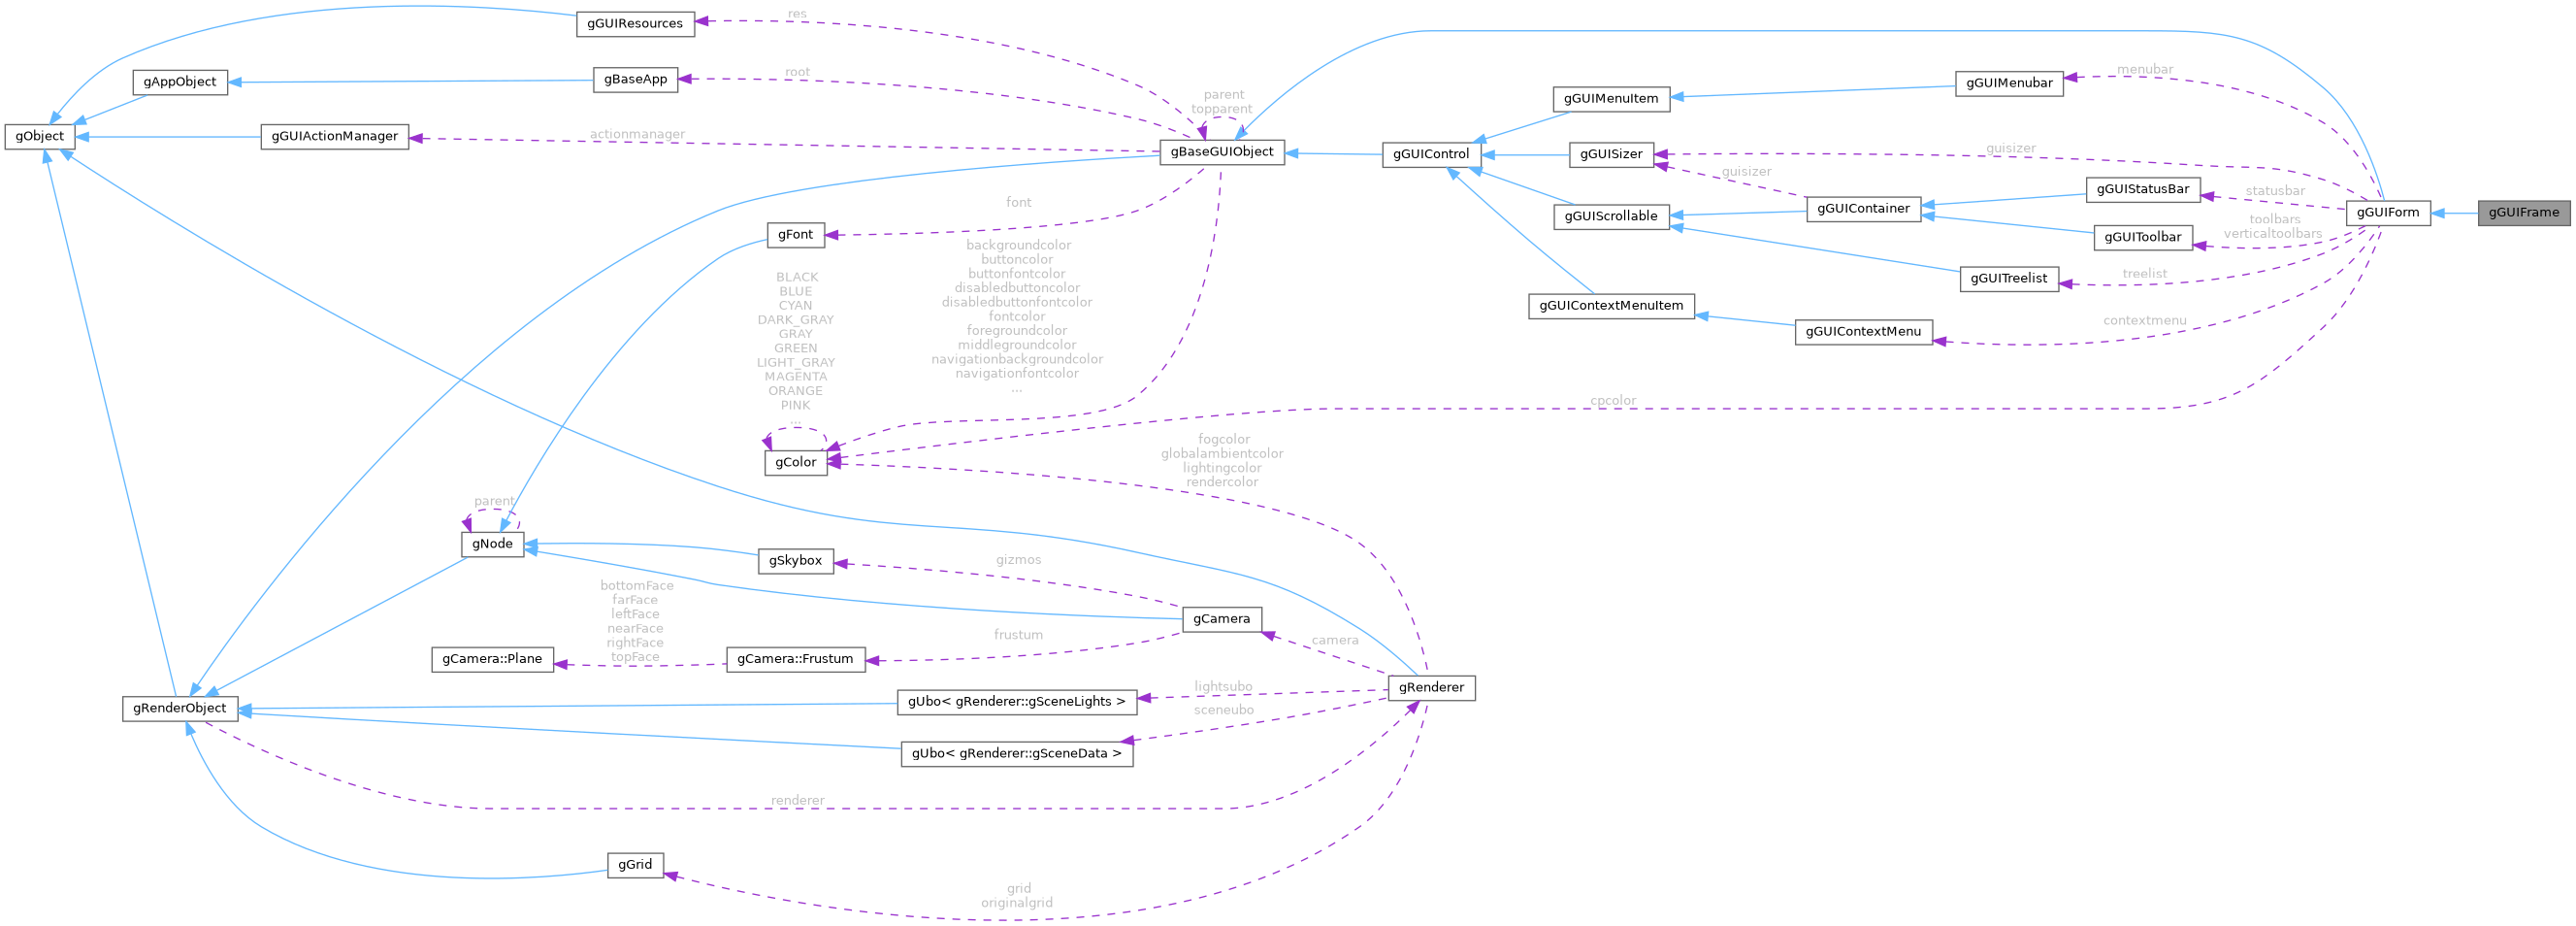 res
gGUIResources
root
gAppObject
gBaseApp
menubar
gGUIMenubar
gGUIMenuItem
parent
topparent
gObject
gGUIActionManager
actionmanager
gBaseGUIObject
gGUIControl
gGUISizer
guisizer
guisizer
gGUIStatusBar
statusbar
gGUIScrollable
gGUIContainer
gGUIForm
gGUIFrame
toolbars
verticaltoolbars
gGUIToolbar
font
gFont
treelist
gGUITreelist
gGUIContextMenuItem
contextmenu
gGUIContextMenu
backgroundcolor
buttoncolor
buttonfontcolor
disabledbuttoncolor
disabledbuttonfontcolor
fontcolor
foregroundcolor
middlegroundcolor
navigationbackgroundcolor
navigationfontcolor
...
BLACK
BLUE
CYAN
DARK_GRAY
GRAY
GREEN
LIGHT_GRAY
MAGENTA
ORANGE
PINK
...
cpcolor
gColor
fogcolor
globalambientcolor
lightingcolor
rendercolor
parent
gNode
gSkybox
gizmos
bottomFace
farFace
leftFace
nearFace
rightFace
topFace
gCamera
frustum
camera
gCamera::Plane
gCamera::Frustum
gRenderer
lightsubo
gUbo< gRenderer::gSceneLights >
sceneubo
gRenderObject
gUbo< gRenderer::gSceneData >
renderer
gGrid
grid
originalgrid